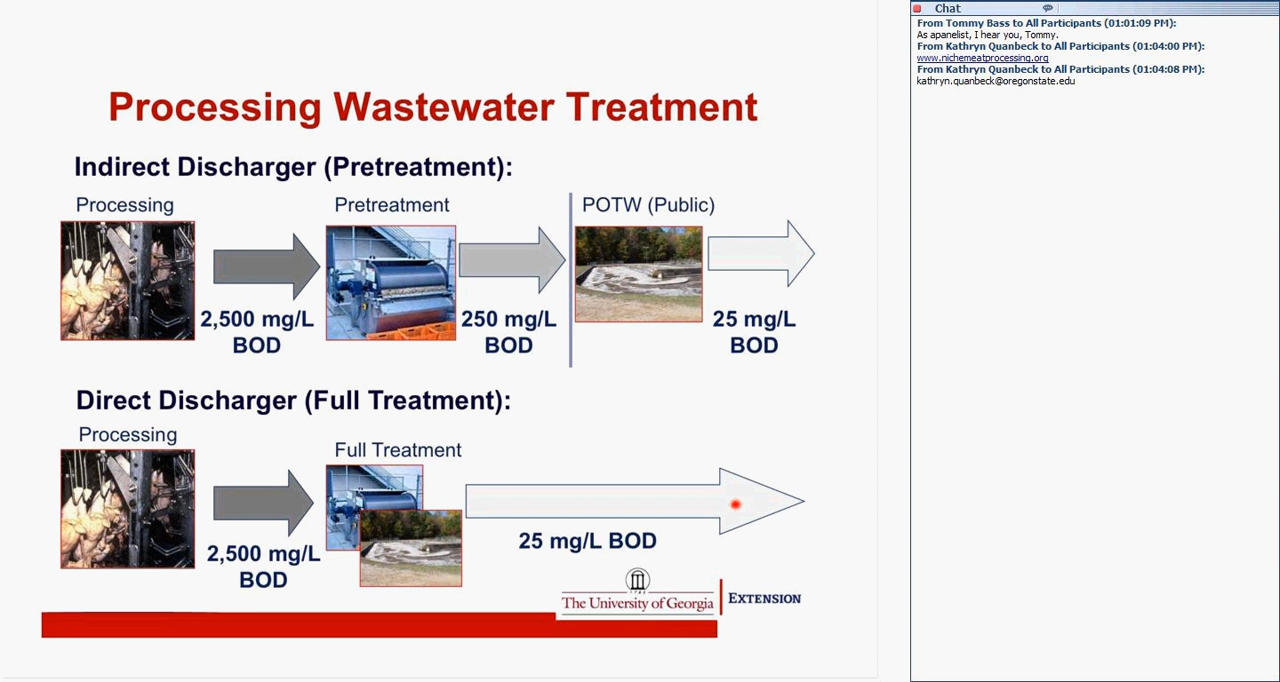 Processing Wastewater Treatment
Indirect Discharger (Pretreatment):
Processing
Pretreatment
POTW (Public)
2,500 mg/L
BOD
250 mg/L
BOD
25 mg/L
BOD
Direct Discharger (Full Treatment):
Processing
Full Treatment
2,500 mg/L
BOD
25 mg/L BOD
The University of Georgia
EXTENSION
Chat
From Tommy Bass to All Participants (01:01:09 PM):
As apanelist, I hear you, Tommy.
From Kathryn Quanbeck to All Participants (01:04:00 PM):
www.nichemeatprocessing.org
From Kathryn Quanbeck to All Participants (01:04:08 PM):
kathryn.quanbeck@oregonstate.edu